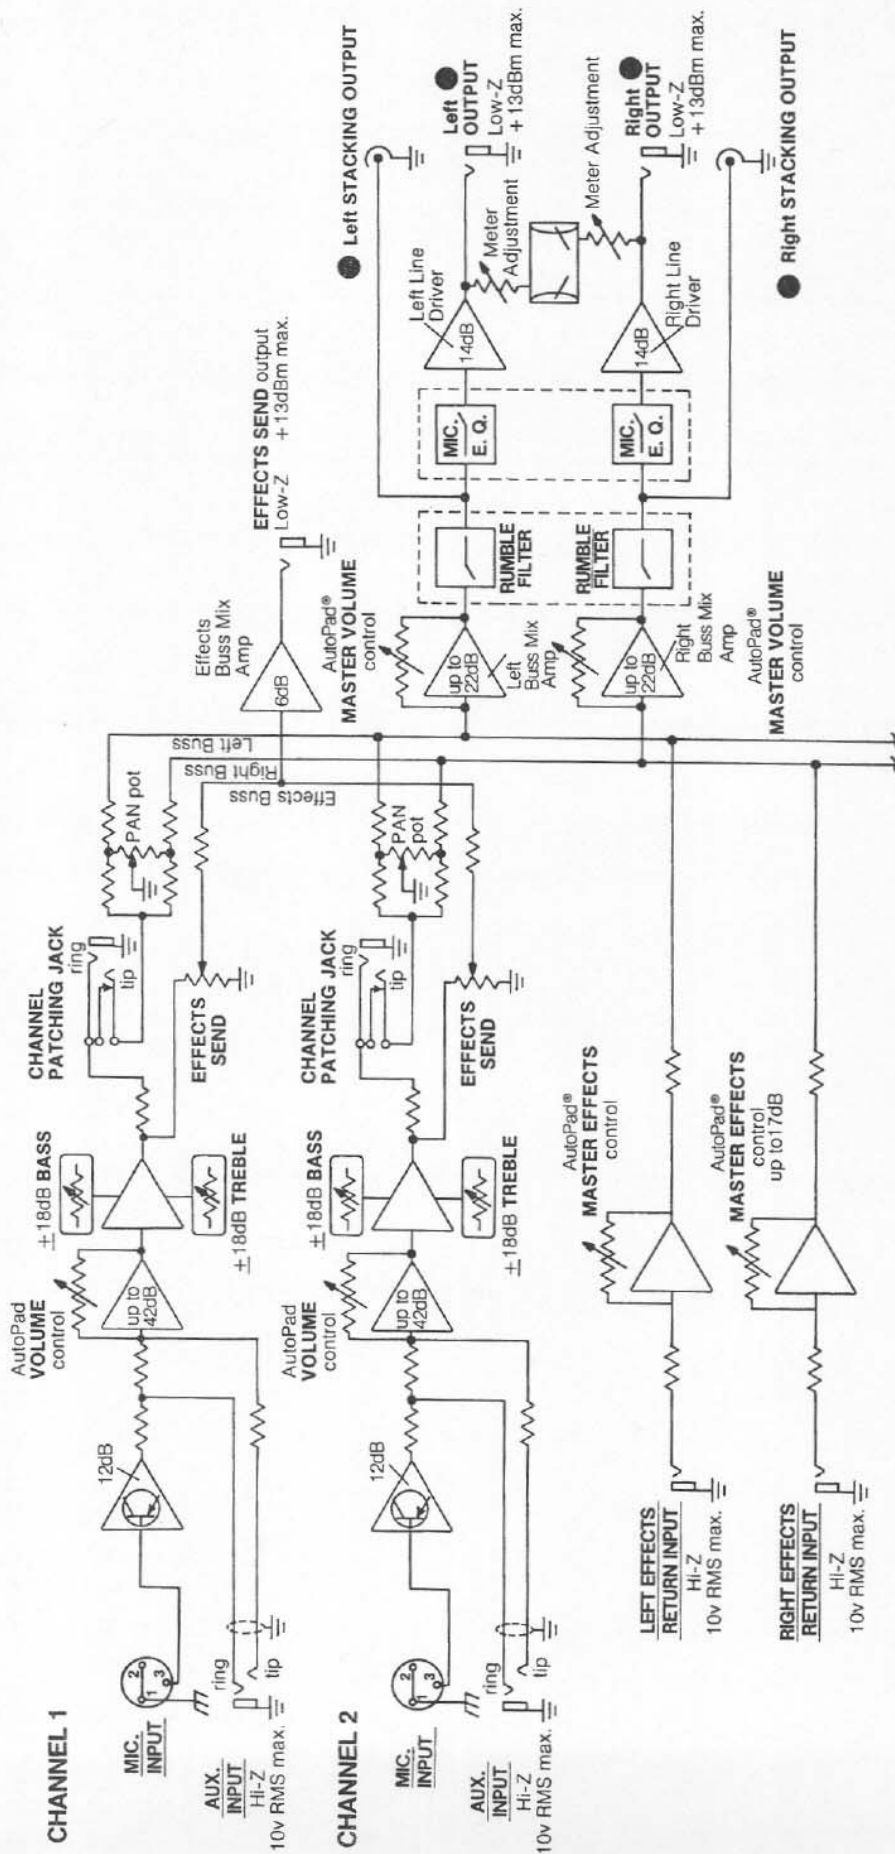 CHANNEL 1
MIC.
INPUT
1
2
3
AUX.
INPUT
Hi-Z
10v RMS max.
ring
tip
12dB
AutoPad
VOLUME
control
up to
42dB
±18dB BASS
±18dB TREBLE
CHANNEL
PATCHING JACK
ring
tip
EFFECTS
SEND
PAN pot
Left Buss
Right Buss
Effects Buss
Effects
Buss Mix
Amp
6dB
EFFECTS SEND output
Low-Z +13dBm max.
CHANNEL 2
MIC.
INPUT
1
2
3
AUX.
INPUT
Hi-Z
10v RMS max.
ring
tip
12dB
AutoPad
VOLUME
control
up to
42dB
±18dB BASS
±18dB TREBLE
CHANNEL
PATCHING JACK
ring
tip
EFFECTS
SEND
PAN
pot
AutoPad®
MASTER VOLUME
control
up to
22dB
Left
Buss Mix
Amp
RUMBLE
FILTER
MIC.
E. Q.
Left Line
Driver
14dB
Meter
Adjustment
Left STACKING OUTPUT
Left
OUTPUT
Low-Z
+13dBm max.
up to
22dB
Right
Buss Mix
Amp
AutoPad®
MASTER VOLUME
control
RUMBLE
FILTER
MIC.
E. Q.
14dB
Right Line
Driver
Meter Adjustment
Right
OUTPUT
Low-Z
+13dBm max.
Right STACKING OUTPUT
LEFT EFFECTS
RETURN INPUT
Hi-Z
10v RMS max.
AutoPad®
MASTER EFFECTS
control
RIGHT EFFECTS
RETURN INPUT
Hi-Z
10v RMS max.
AutoPad®
MASTER EFFECTS
control
up to17dB